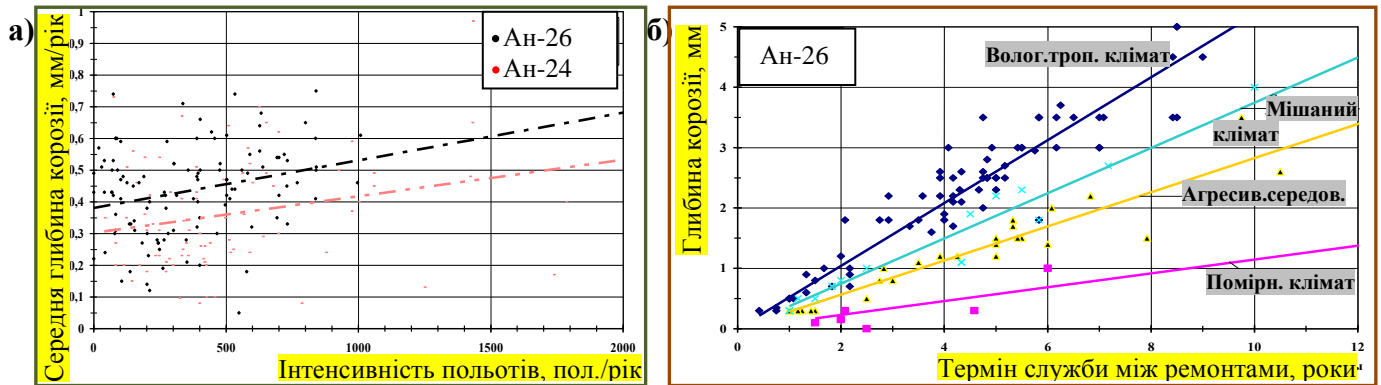 а)
Середня глибина корозії, мм/рік
1
0,9
0,8
0,7
0,6
0,5
0,4
0,3
0,2
0,1
0
0
500
1000
1500
2000
Інтенсивність польотів, пол./рік
Ан-26
Ан-24
б)
Глибина корозії, мм
5
4
3
2
1
0
0
2
4
6
8
10
12
Термін служби між ремонтами, роки
Ан-26
Волог.троп. клімат
Мішаний
клімат
Агресив.середов.
Помірн. клімат